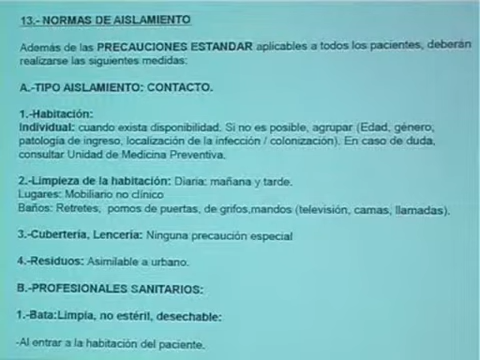 13.- NORMAS DE AISLAMIENTO
Además de las PRECAUCIONES ESTANDAR aplicables a todos los pacientes, deberán
realizarse las siguientes medidas:
A.-TIPO AISLAMIENTO: CONTACTO.
1.-Habitación:
Individual: cuando exista disponibilidad. Si no es posible, agrupar (Edad, género,
patología de ingreso, localización de la infección / colonización). En caso de duda,
consultar Unidad de Medicina Preventiva.
2.-Limpieza de la habitación: Diaria: mañana y tarde.
Lugares: Mobiliario no clínico
Baños: Retretes, pomos de puertas, de grifos,mandos (televisión, camas, llamadas).
3.-Cubertería, Lencería: Ninguna precaución especial
4.-Residuos: Asimilable a urbano.
B.-PROFESIONALES SANITARIOS:
1.-Bata:Limpia, no estéril, desechable:
-Al entrar a la habitación del paciente.